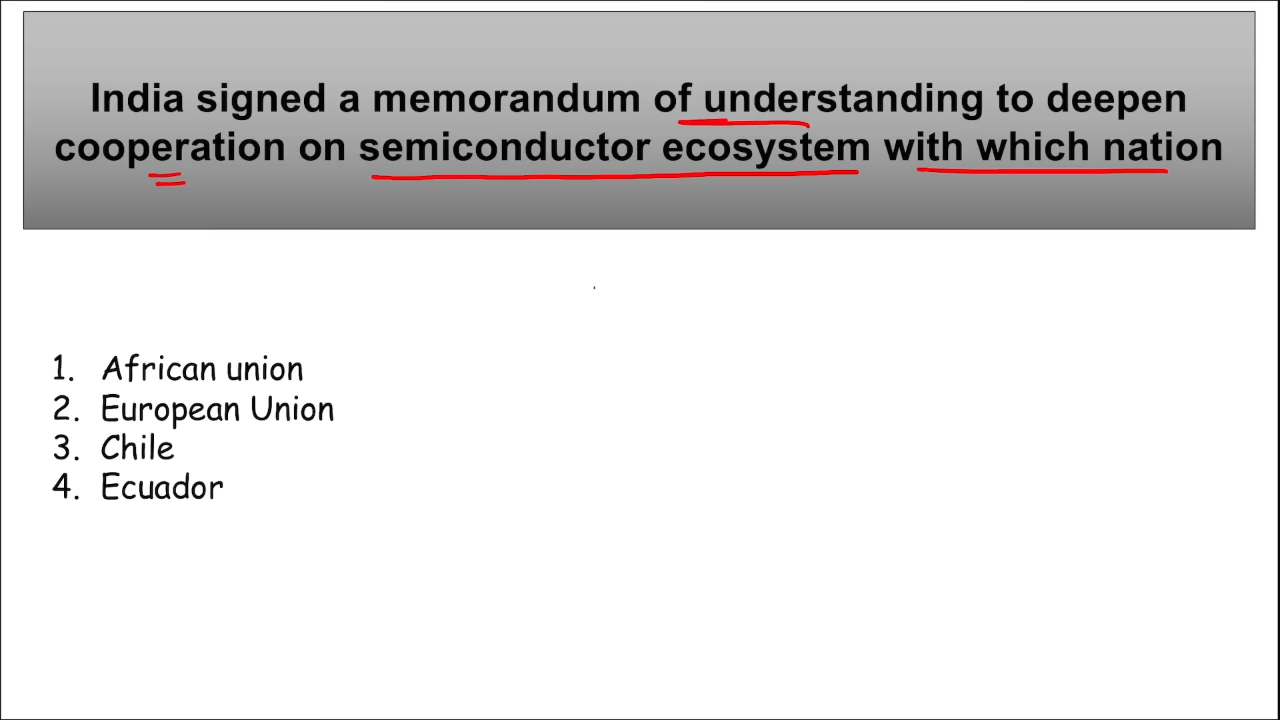 India signed a memorandum of understanding to deepen
cooperation on semiconductor ecosystem with which nation
1. African union
2. European Union
3. Chile
4. Ecuador